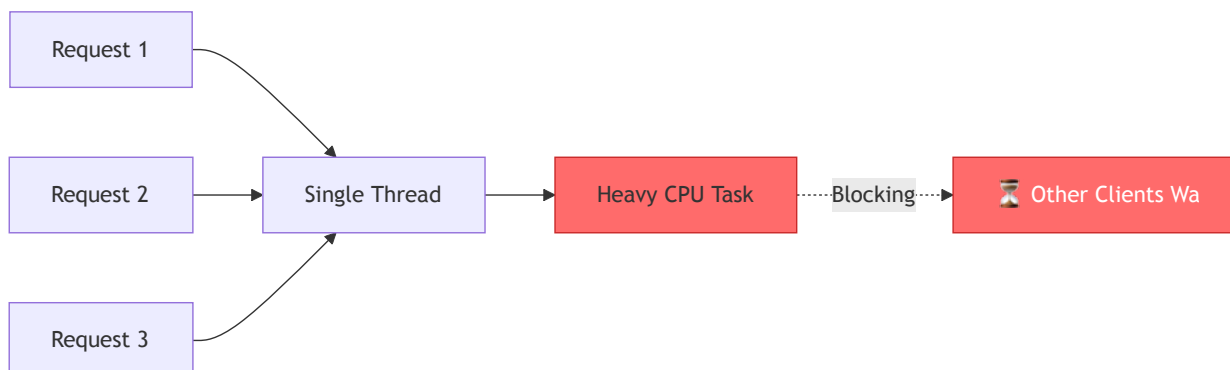 Request 1
Request 2
Single Thread
Heavy CPU Task
Blocking
⏳ Other Clients Wa
Request 3